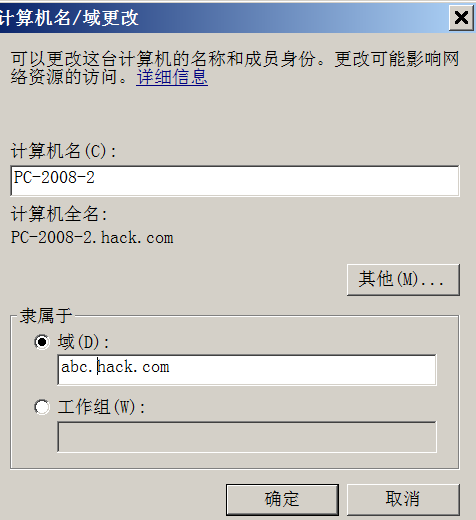 计算机名/域更改
可以更改这台计算机的名称和成员身份。更改可能影响网
络资源的访问。详细信息
计算机名(C):
PC-2008-2
计算机全名:
PC-2008-2.hack.com
其他(M)...
隶属于
域(D):
abc.hack.com
工作组(W):
确定
取消